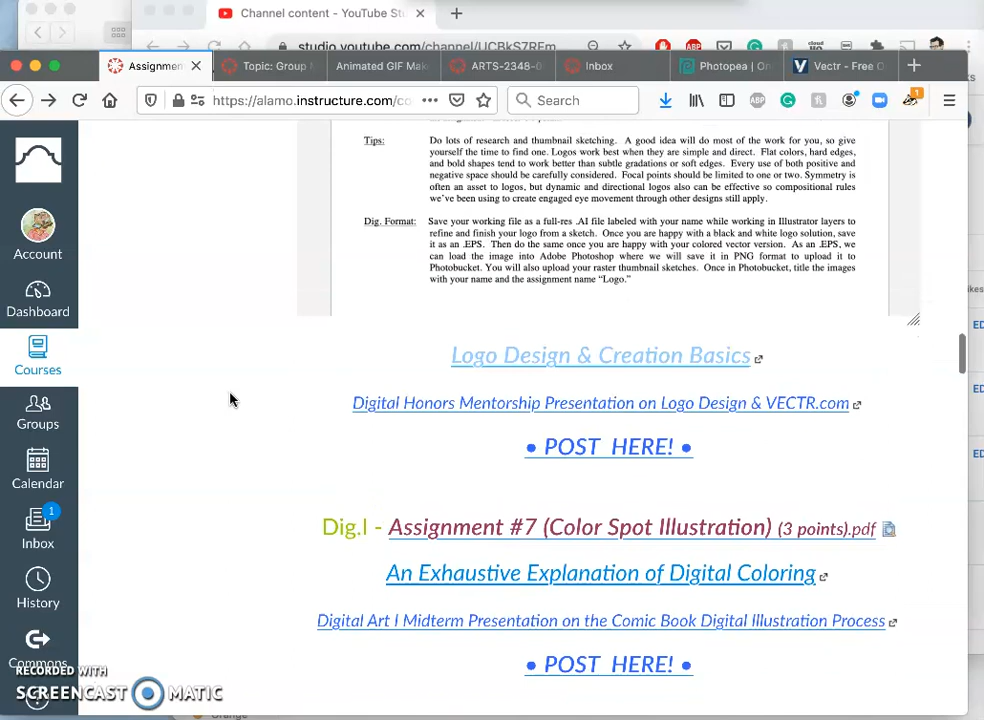 Channel content - YouTube St
studio.youtube.com/channel/UCBkS7RFm
Assignmen
Topic: Group
Animated GIF Mak
ARTS-2348-0
Inbox
Photopea | On
Vectr - Free O
https://alamo.instructure.com/co
Search
Tips: Do lots of research and thumbnail sketching. A good idea will do most of the work for you, so give
yourself the time to find one. Logos work best when they are simple and direct. Flat colors, hard edges,
and bold shapes tend to work better than subtle gradations or soft edges. Every use of both positive and
negative space should be carefully considered. Focal points should be limited to one or two. Symmetry is
often an asset to logos, but dynamic and directional logos also can be effective so compositional rules
we've been using to create engaged eye movement through other designs still apply.
Dig. Format: Save your working file as a full-res .AI file labeled with your name while working in Illustrator layers to
refine and finish your logo from a sketch. Once you are happy with a black and white logo solution, save
it as an .EPS. Then do the same once you are happy with your colored vector version. As an .EPS, we
can load the image into Adobe Photoshop where we will save it in PNG format to upload it to
Photobucket. You will also upload your raster thumbnail sketches. Once in Photobucket, title the images
with your name and the assignment name "Logo."
Logo Design & Creation Basics
Digital Honors Mentorship Presentation on Logo Design & VECTR.com
• POST HERE! •
Dig.I - Assignment #7 (Color Spot Illustration) (3 points).pdf
An Exhaustive Explanation of Digital Coloring
Digital Art I Midterm Presentation on the Comic Book Digital Illustration Process
• POST HERE! •
Account
Dashboard
Courses
Groups
Calendar
1
Inbox
History
Commons
RECORDED WITH
SCREENCAST MATIC
ABP
ABP
1
ikes
ED
ED
ED
Orange